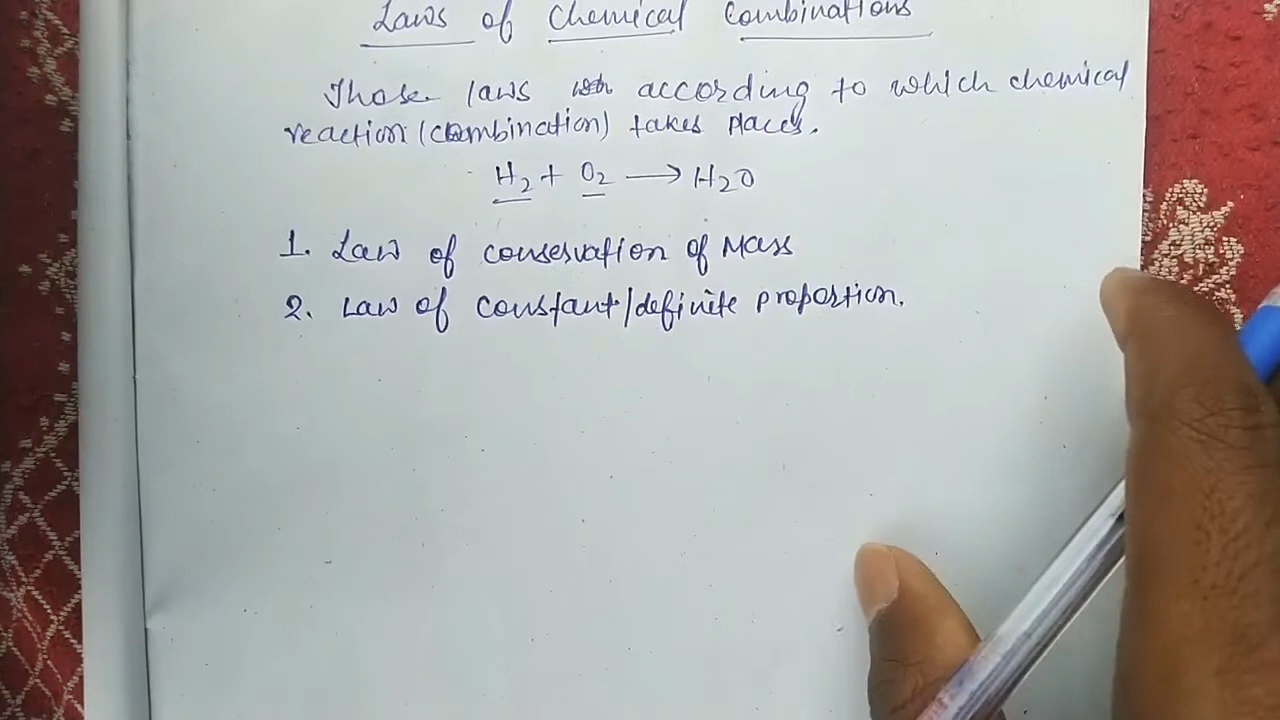 Laws of Chemical Combinations
Those laws according to which chemical
reaction (combination) takes places.
H₂ + O₂ → H₂O
1. Law of conservation of Mass
2. Law of constant/definite proportion.